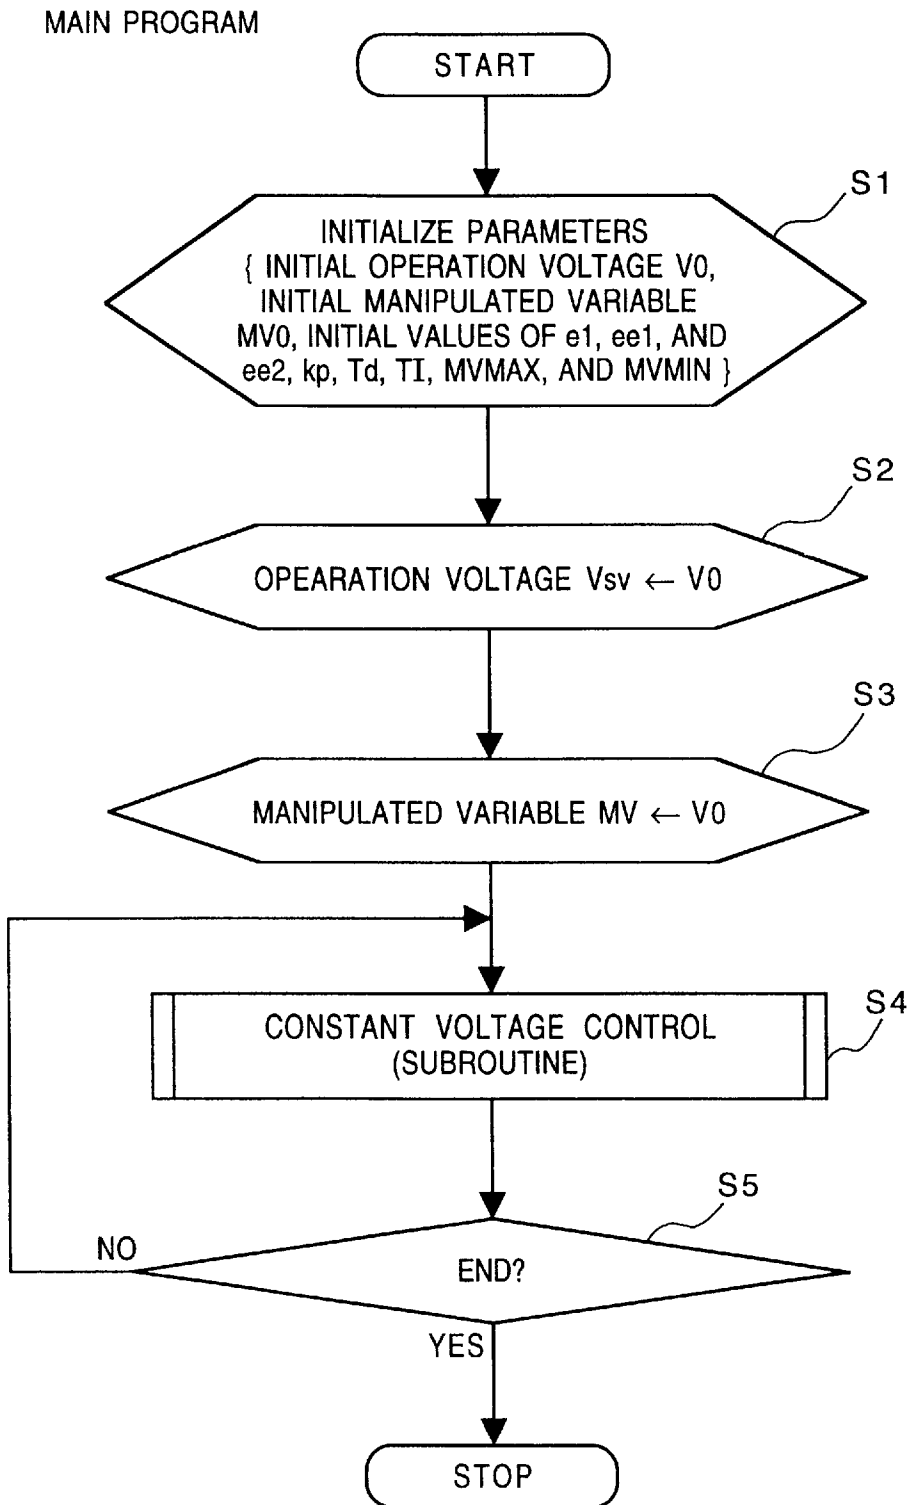 MAIN PROGRAM
START
S1
INITIALIZE PARAMETERS
{ INITIAL OPERATION VOLTAGE V0,
INITIAL MANIPULATED VARIABLE
MV0, INITIAL VALUES OF e1, ee1, AND
ee2, kp, Td, TI, MVMAX, AND MVMIN }
S2
OPEARATION VOLTAGE Vsv ← V0
S3
MANIPULATED VARIABLE MV ← V0
S4
CONSTANT VOLTAGE CONTROL
(SUBROUTINE)
S5
NO
END?
YES
STOP